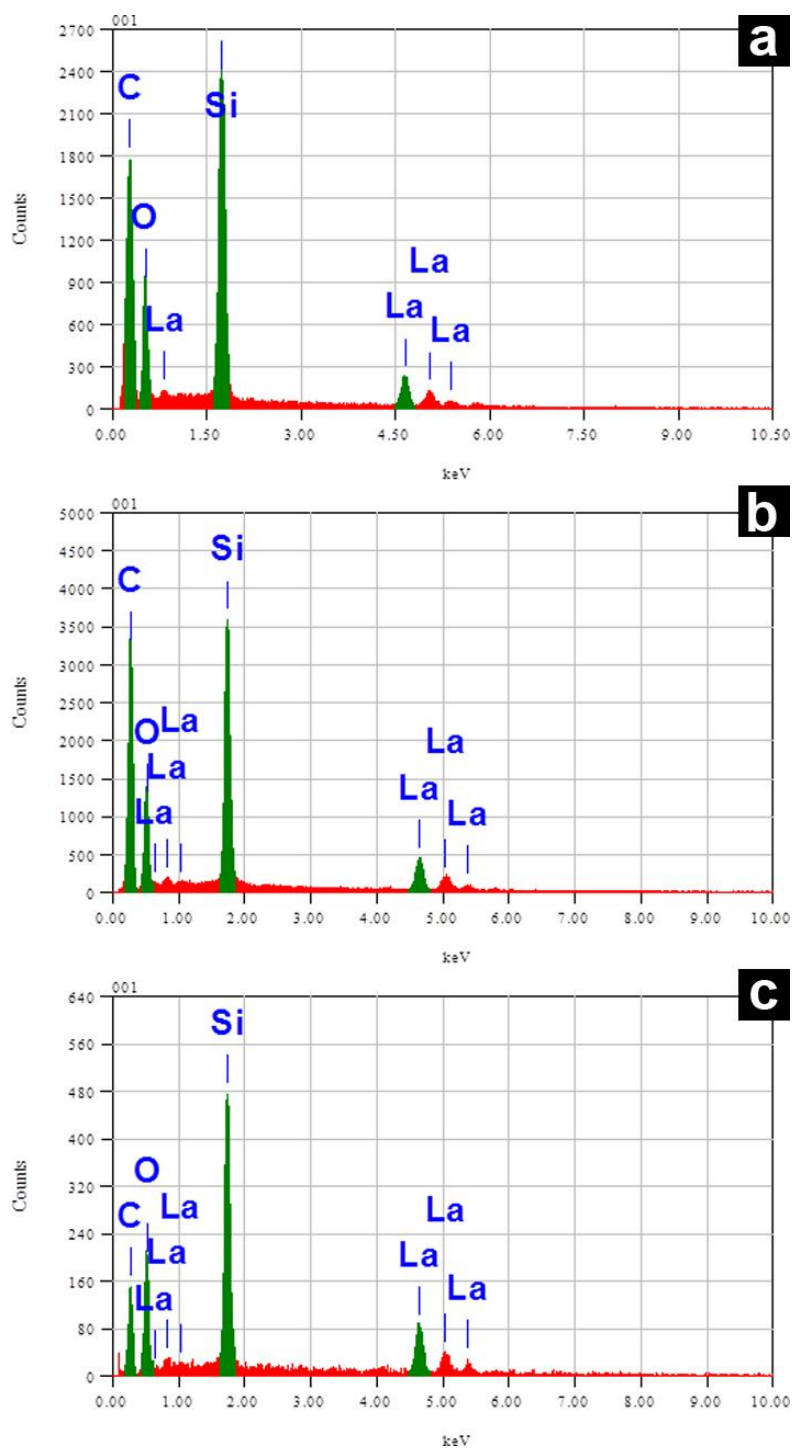 001
a
2700
2400
2100
1800
1500
1200
900
600
300
0
Counts
C
O
La
Si
La
La
La
0.00 1.50 3.00 4.50 6.00 7.50 9.00 10.50
keV
001
b
5000
4500
4000
3500
3000
2500
2000
1500
1000
500
0
Counts
C
O
La
La
La
Si
La
La
La
0.00 1.00 2.00 3.00 4.00 5.00 6.00 7.00 8.00 9.00 10.00
keV
001
c
640
560
480
400
320
240
160
80
0
Counts
C
O
La
La
La
Si
La
La
La
0.00 1.00 2.00 3.00 4.00 5.00 6.00 7.00 8.00 9.00 10.00
keV